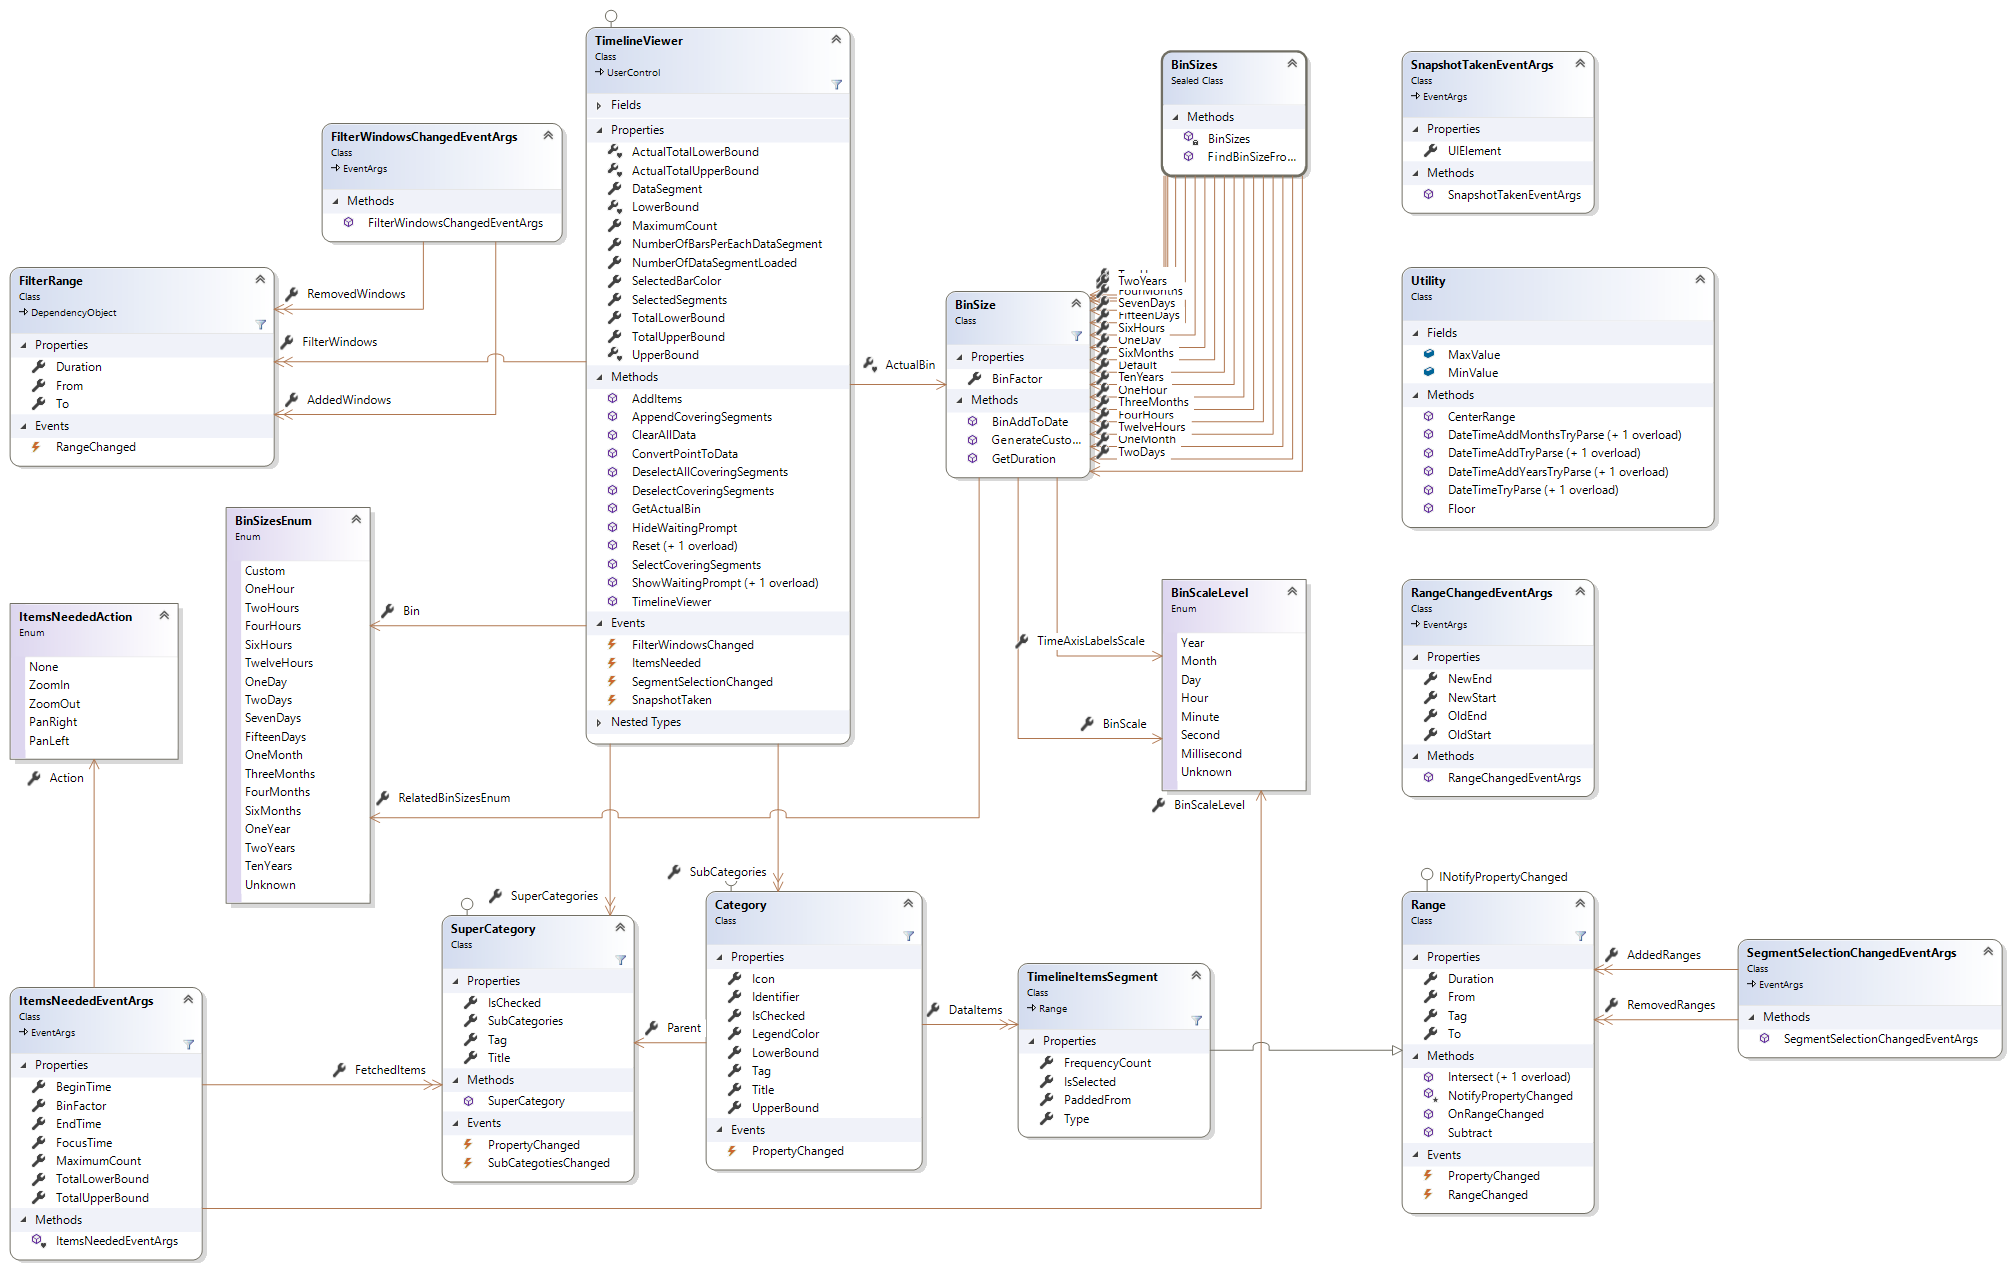 TimelineViewer
Class
UserControl
Fields
Properties
ActualTotalLowerBound
ActualTotalUpperBound
DataSegment
LowerBound
MaximumCount
NumberOfBarsPerEachDataSegment
NumberOfDataSegmentLoaded
SelectedBarColor
SelectedSegments
TotalLowerBound
TotalUpperBound
UpperBound
Methods
AddItems
AppendCoveringSegments
ClearAllData
ConvertPointToData
DeselectAllCoveringSegments
DeselectCoveringSegments
GetActualBin
HideWaitingPrompt
Reset (+ 1 overload)
SelectCoveringSegments
ShowWaitingPrompt (+ 1 overload)
TimelineViewer
Events
FilterWindowsChanged
ItemsNeeded
SegmentSelectionChanged
SnapshotTaken
Nested Types
BinSizes
Sealed Class
Methods
BinSizes
FindBinSizeFro...
SnapshotTakenEventArgs
Class
EventArgs
Properties
UIElement
Methods
SnapshotTakenEventArgs
FilterWindowsChangedEventArgs
Class
EventArgs
Methods
FilterWindowsChangedEventArgs
FilterRange
Class
DependencyObject
Properties
Duration
From
To
Events
RangeChanged
RemovedWindows
FilterWindows
AddedWindows
ActualBin
BinSize
Class
Properties
BinFactor
Methods
BinAddToDate
GenerateCusto...
GetDuration
TwoYears
FourMonths
SevenDays
FifteenDays
SixHours
OneDay
SixMonths
Default
TenYears
OneHour
ThreeMonths
FourHours
TwelveHours
OneMonth
TwoDays
Utility
Class
Fields
MaxValue
MinValue
Methods
CenterRange
DateTimeAddMonthsTryParse (+ 1 overload)
DateTimeAddTryParse (+ 1 overload)
DateTimeAddYearsTryParse (+ 1 overload)
DateTimeTryParse (+ 1 overload)
Floor
BinSizesEnum
Enum
Custom
OneHour
TwoHours
FourHours
SixHours
TwelveHours
OneDay
TwoDays
SevenDays
FifteenDays
OneMonth
ThreeMonths
FourMonths
SixMonths
OneYear
TwoYears
TenYears
Unknown
Bin
RelatedBinSizesEnum
ItemsNeededAction
Enum
None
ZoomIn
ZoomOut
PanRight
PanLeft
Action
BinScaleLevel
Enum
Year
Month
Day
Hour
Minute
Second
Millisecond
Unknown
TimeAxisLabelsScale
BinScale
BinScaleLevel
RangeChangedEventArgs
Class
EventArgs
Properties
NewEnd
NewStart
OldEnd
OldStart
Methods
RangeChangedEventArgs
SuperCategories
SubCategories
SuperCategory
Class
Properties
IsChecked
SubCategories
Tag
Title
Methods
SuperCategory
Events
PropertyChanged
SubCategotiesChanged
Parent
Category
Class
Properties
Icon
Identifier
IsChecked
LegendColor
LowerBound
Tag
Title
UpperBound
Events
PropertyChanged
DataItems
TimelineItemsSegment
Class
Range
Properties
FrequencyCount
IsSelected
PaddedFrom
Type
INotifyPropertyChanged
Range
Class
Properties
Duration
From
Tag
To
Methods
Intersect (+ 1 overload)
NotifyPropertyChanged
OnRangeChanged
Subtract
Events
PropertyChanged
RangeChanged
AddedRanges
RemovedRanges
SegmentSelectionChangedEventArgs
Class
EventArgs
Methods
SegmentSelectionChangedEventArgs
ItemsNeededEventArgs
Class
EventArgs
Properties
BeginTime
BinFactor
EndTime
FocusTime
MaximumCount
TotalLowerBound
TotalUpperBound
Methods
ItemsNeededEventArgs
FetchedItems